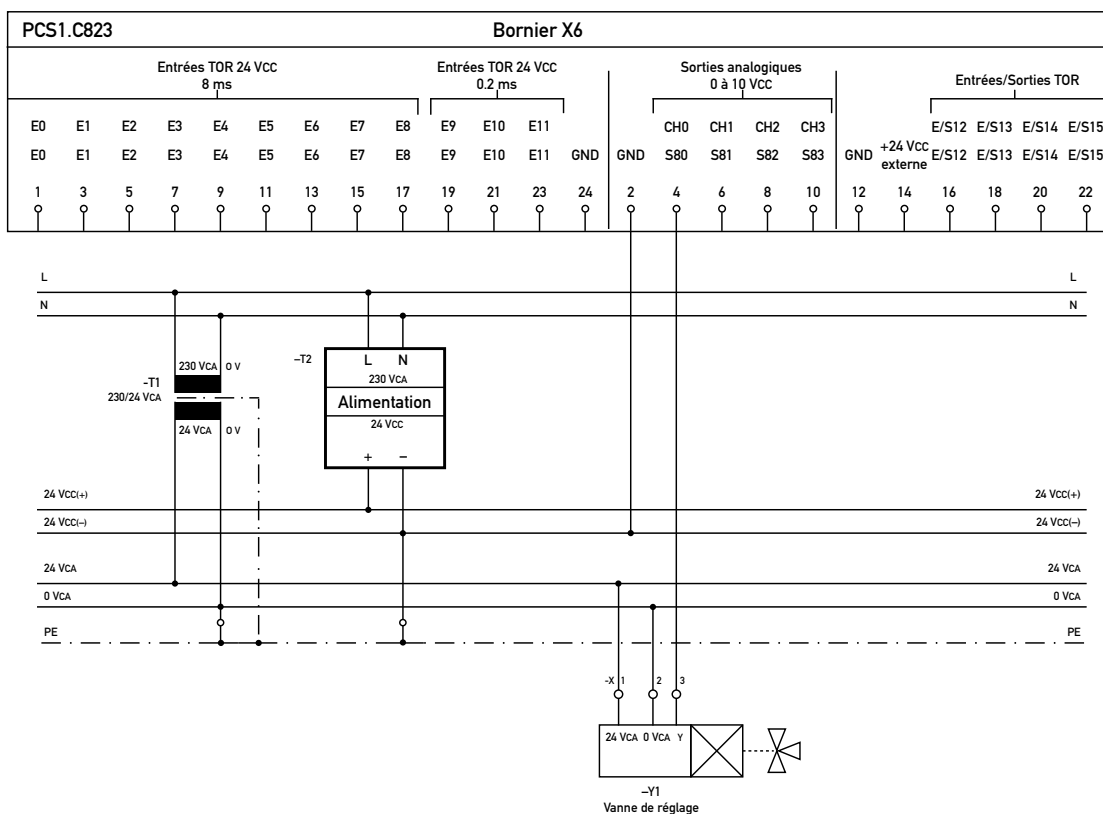 PCS1.C823 Bornier X6
Entrées TOR 24 VCC Entrées TOR 24 VCC Sorties analogiques Entrées/Sorties TOR
8 ms 0.2 ms 0 à 10 VCC
E0 E1 E2 E3 E4 E5 E6 E7 E8 E9 E10 E11 CH0 CH1 CH2 CH3 E/S12 E/S13 E/S14 E/S15
E0 E1 E2 E3 E4 E5 E6 E7 E8 E9 E10 E11 GND GND S80 S81 S82 S83 GND +24 VCC externe E/S12 E/S13 E/S14 E/S15
1 3 5 7 9 11 13 15 17 19 21 23 24 2 4 6 8 10 12 14 16 18 20 22
L L
N N
-T1
230/24 VCA
230 VCA 0 V
24 VCA 0 V
–T2
L N
230 VCA
Alimentation
24 VCC
+ –
24 VCC(+) 24 VCC(+)
24 VCC(–) 24 VCC(–)
24 VCA 24 VCA
0 VCA 0 VCA
PE PE
-X 1 2 3
24 VCA 0 VCA Y
–Y1
Vanne de réglage